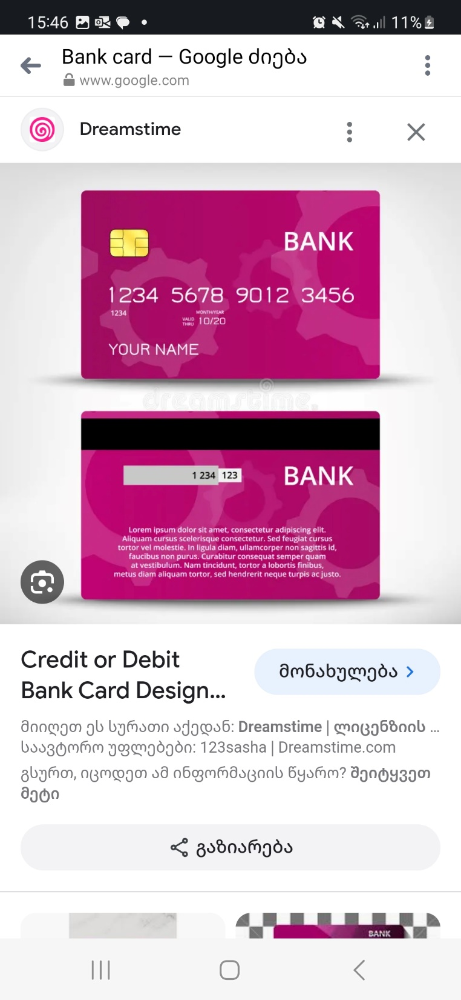 15:46
11%
Bank card — Google ძიება
www.google.com
Dreamstime
BANK
1234 5678 9012 3456
1234
MONTH/YEAR
VALID THRU 10/20
YOUR NAME
dreamstime.
1 234 123
BANK
Lorem ipsum dolor sit amet, consectetur adipiscing elit.
Aliquam cursus scelerisque consectetur. Sed feugiat cursus
tortor vel molestie. In ligula diam, ullamcorper non sagittis id,
faucibus non purus. Curabitur consequat semper quam
at vestibulum. Nam tincidunt, tortor a lobortis finibus,
metus diam aliquam tortor, sed hendrerit neque turpis ac justo.
Credit or Debit
Bank Card Design...
მონახულება
მიიღეთ ეს სურათი აქედან: Dreamstime | ლიცენზიის ...
საავტორო უფლებები: 123sasha | Dreamstime.com
გსურთ, იცოდეთ ამ ინფორმაციის წყარო? შეიტყვეთ
მეტი
გაზიარება
BANK